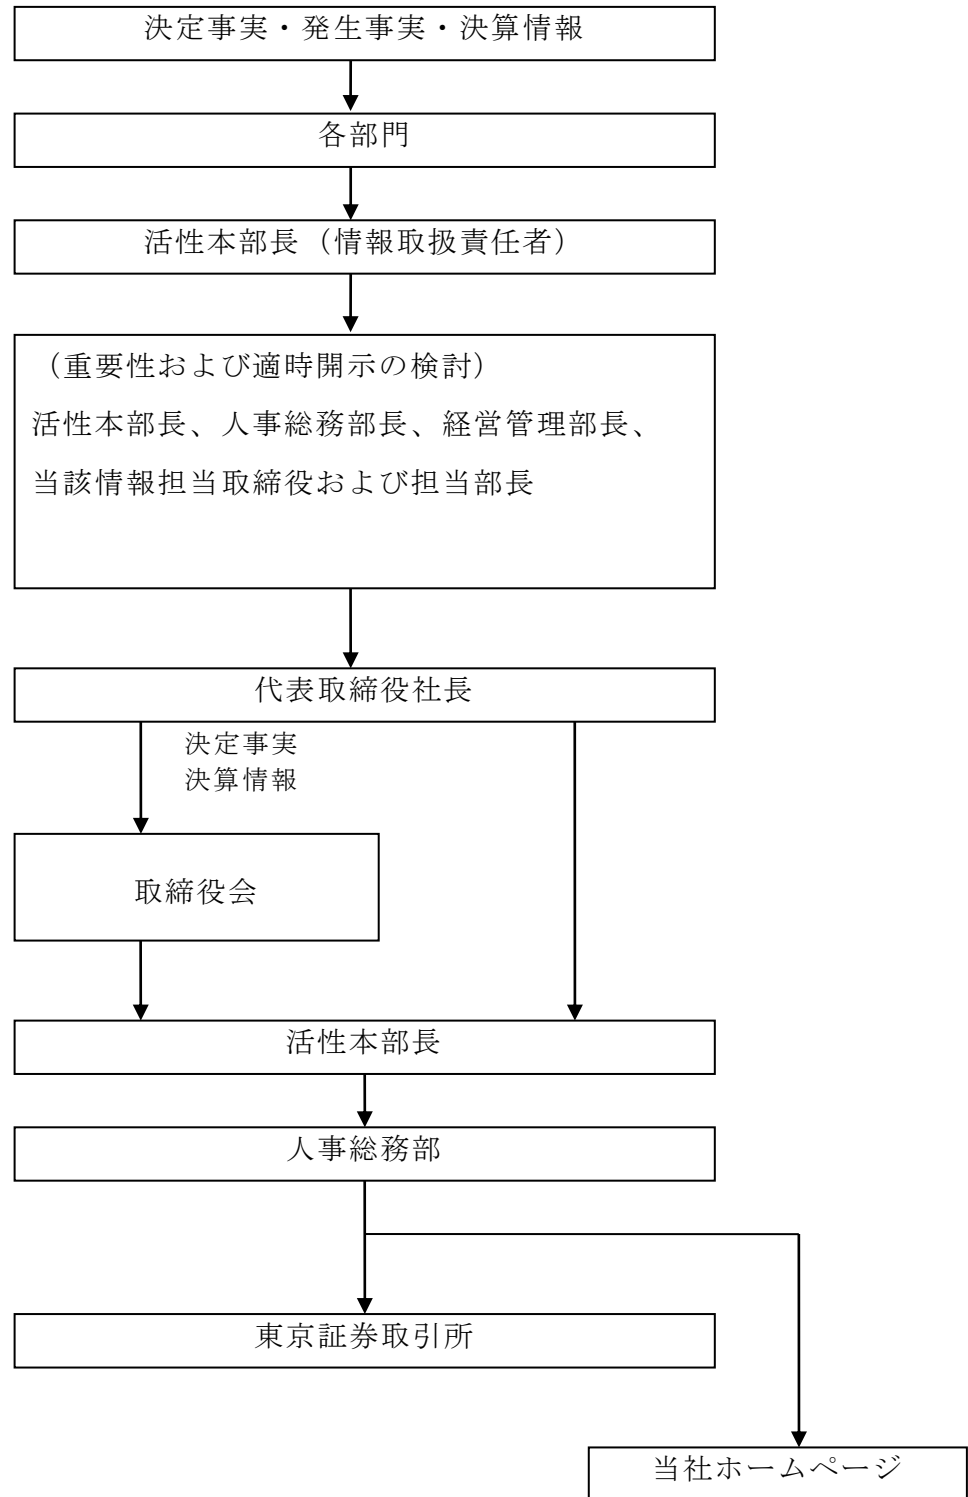 決定事実・発生事実・決算情報
各部門
活性本部長（情報取扱責任者）
（重要性および適時開示の検討）
活性本部長、人事総務部長、経営管理部長、
当該情報担当取締役および担当部長
代表取締役社長
決定事実
決算情報
取締役会
活性本部長
人事総務部
東京証券取引所
当社ホームページ